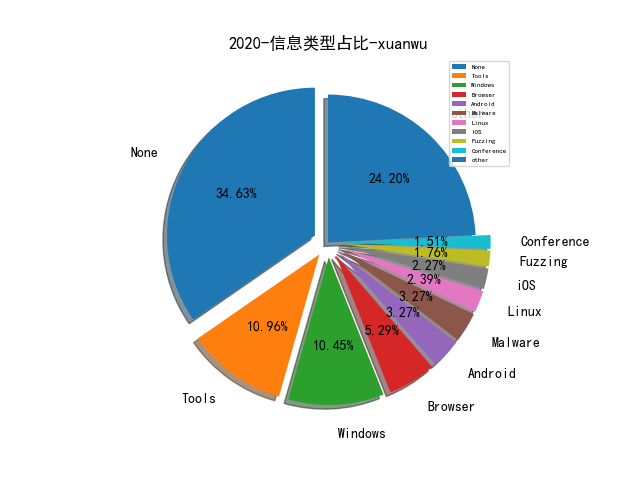 2020-信息类型占比-xuanwu
None
Tools
Windows
Browser
Android
Malware
Linux
iOS
Fuzzing
Conference
other
None
34.63%
24.20%
1.51%
Conference
1.76%
Fuzzing
2.27%
iOS
2.39%
Linux
3.27%
Malware
3.27%
Android
5.29%
Browser
10.45%
Windows
10.96%
Tools